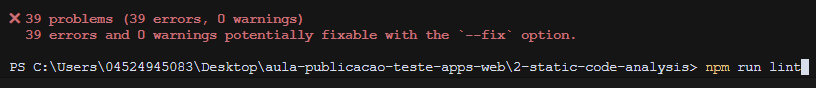 ✖ 39 problems (39 errors, 0 warnings)
39 errors and 0 warnings potentially fixable with the `--fix` option.
PS C:\Users\04524945083\Desktop\aula-publicacao-teste-apps-web\2-static-code-analysis> npm run lint